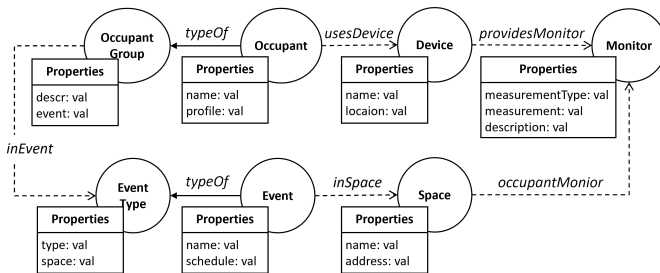 Occupant
Group
typeOf
Occupant
usesDevice
Device
providesMonitor
Monitor
Properties
descr: val
event: val
Properties
name: val
profile: val
Properties
name: val
locaion: val
Properties
measurementType: val
measurement: val
description: val
inEvent
Event
Type
typeOf
Event
inSpace
Space
occupantMonior
Properties
type: val
space: val
Properties
name: val
schedule: val
Properties
name: val
address: val